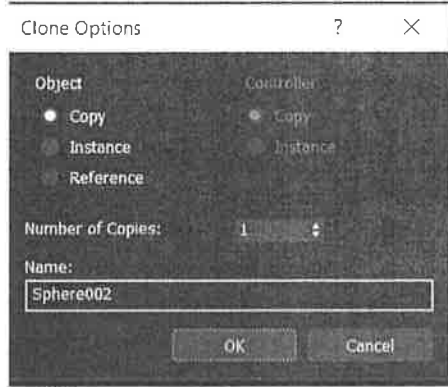 Clone Options ? ×
Object
Controller
Copy
Copy
Instance
Instance
Reference
Number of Copies: 1
Name:
Sphere002
OK Cancel